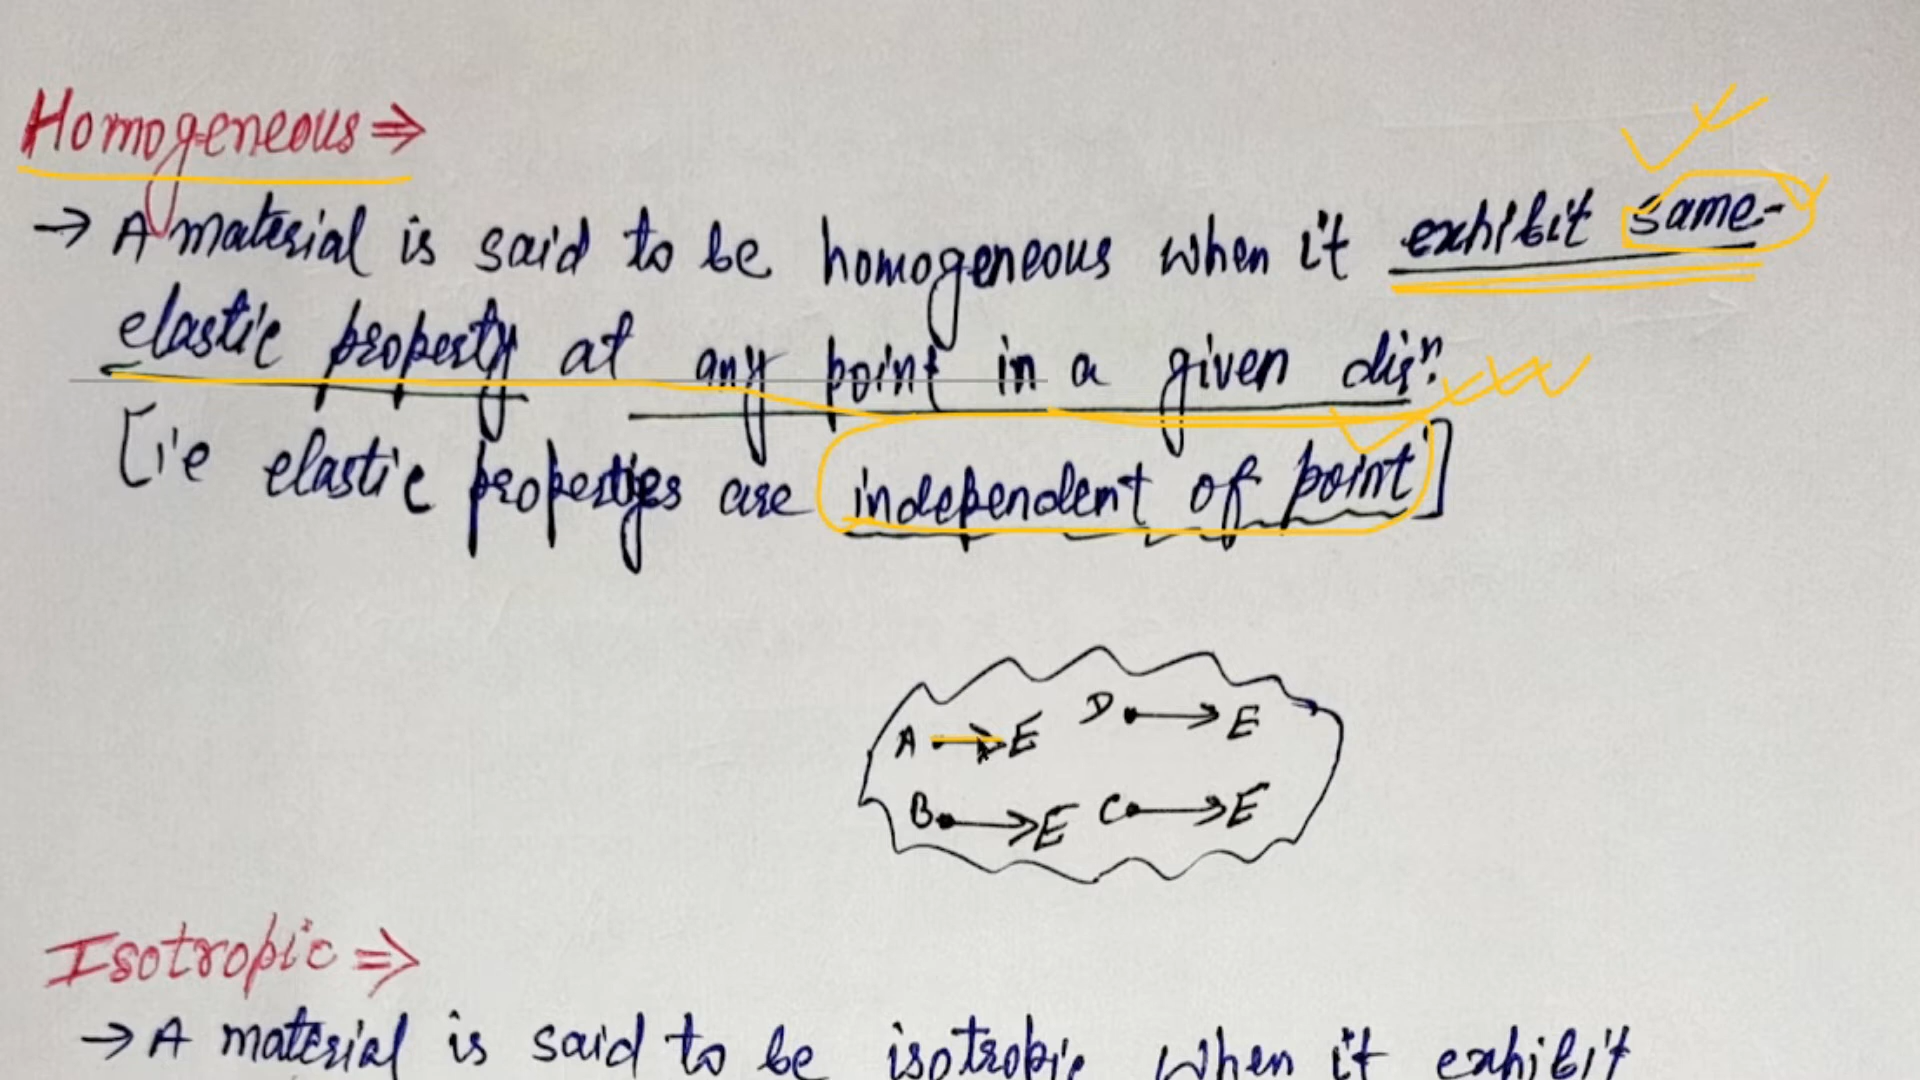 Homogeneous ⇒
→ A material is said to be homogeneous when it exhibit same-
elastic property at any point in a given dirⁿ.
[i.e elastic properties are independent of point]
A → E D → E
B → E C → E
Isotropic ⇒
→ A material is said to be isotropic when it exhibit